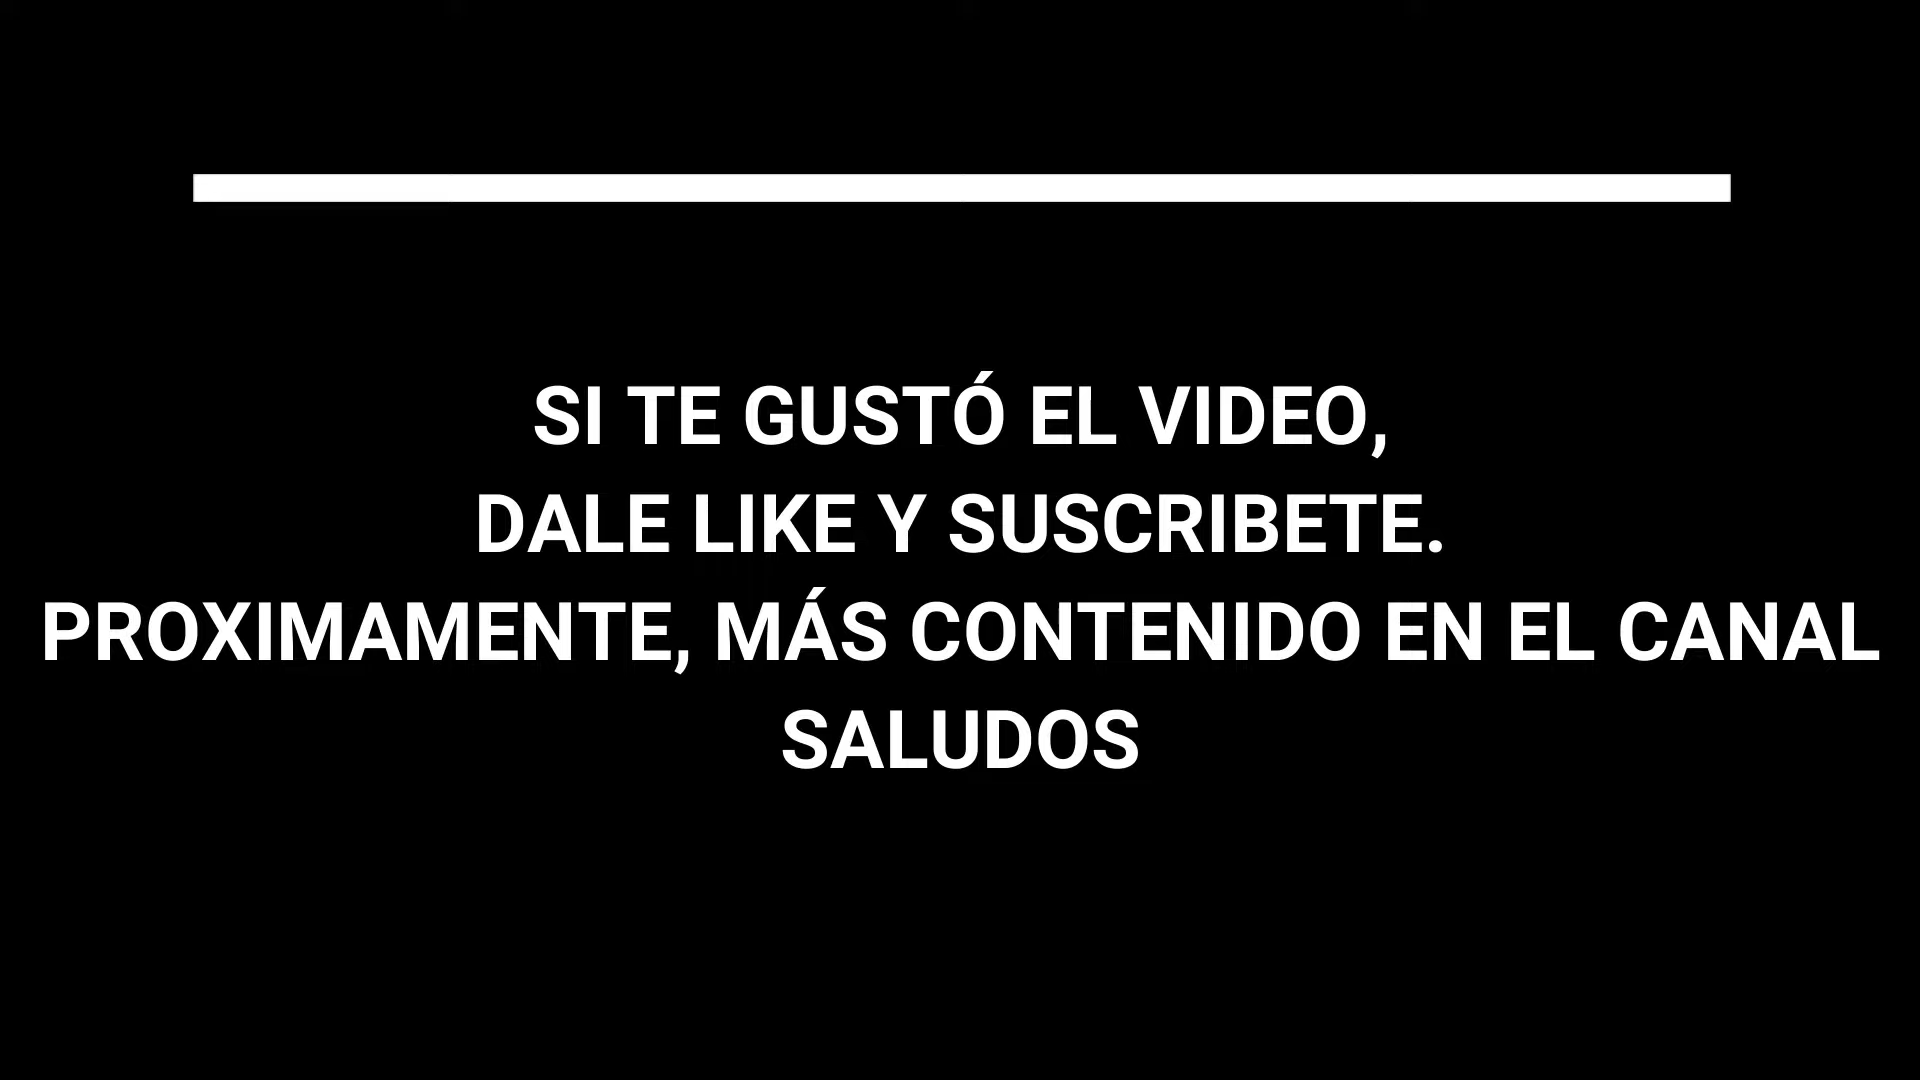 SI TE GUSTÓ EL VIDEO,
DALE LIKE Y SUSCRIBETE.
PROXIMAMENTE, MÁS CONTENIDO EN EL CANAL
SALUDOS